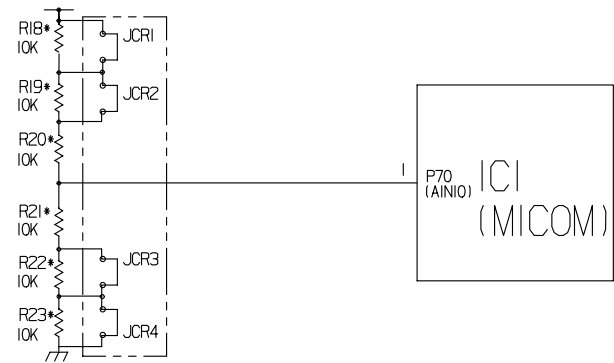 R18*
10K
JCR1
R19*
10K
JCR2
R20*
10K
1
P70
(AIN10)
IC1
(MICOM)
R21*
10K
R22*
10K
JCR3
R23*
10K
JCR4